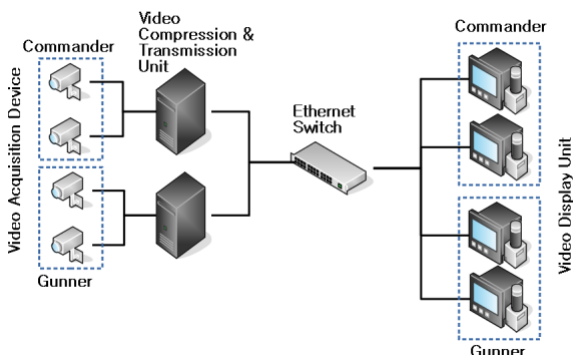 Video
Compression &
Transmission
Unit
Commander
Video Acquisition Device
Gunner
Ethernet
Switch
Commander
Video Display Unit
Gunner